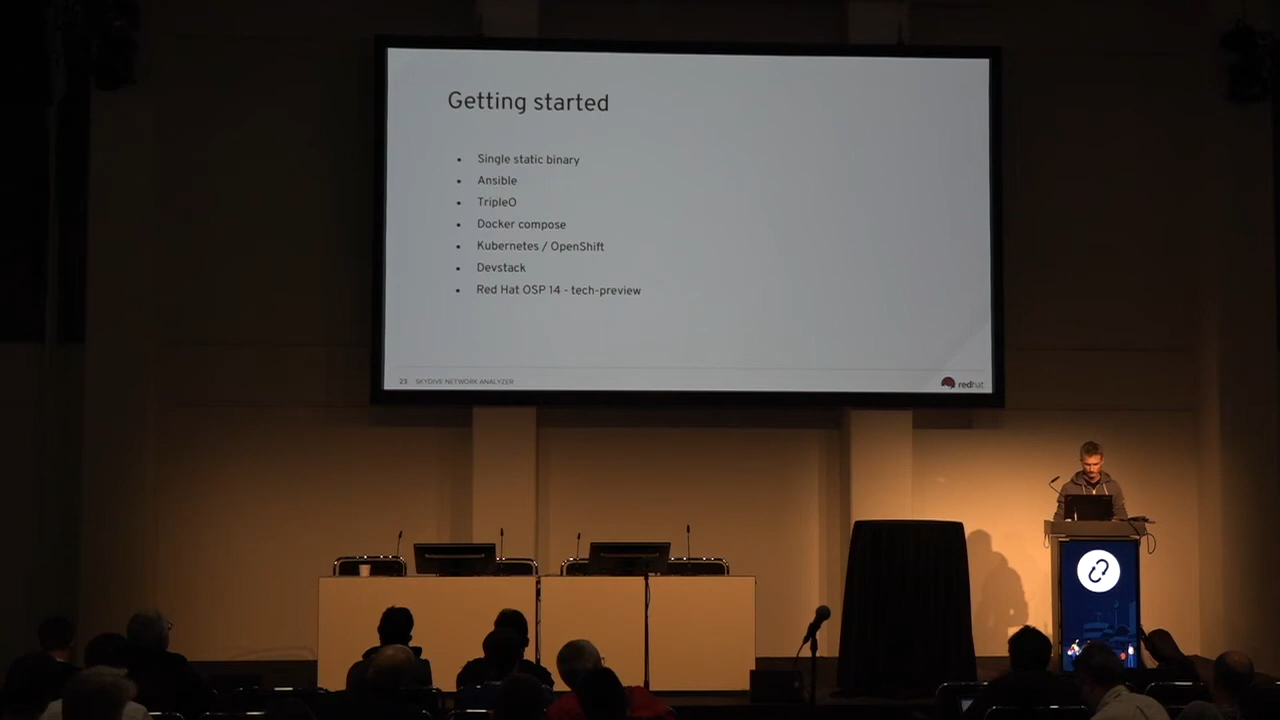 Getting started
Single static binary
Ansible
TripleO
Docker compose
Kubernetes / OpenShift
Devstack
Red Hat OSP 14 - tech-preview
23 SKYDIVE NETWORK ANALYZER
redhat